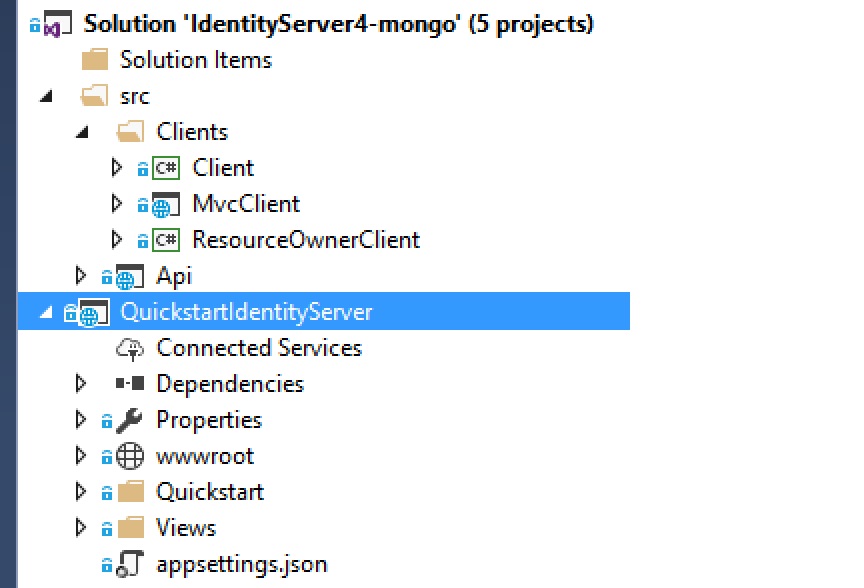 Solution 'IdentityServer4-mongo' (5 projects)
Solution Items
src
Clients
C# Client
MvcClient
C# ResourceOwnerClient
Api
QuickstartIdentityServer
Connected Services
Dependencies
Properties
wwwroot
Quickstart
Views
appsettings.json